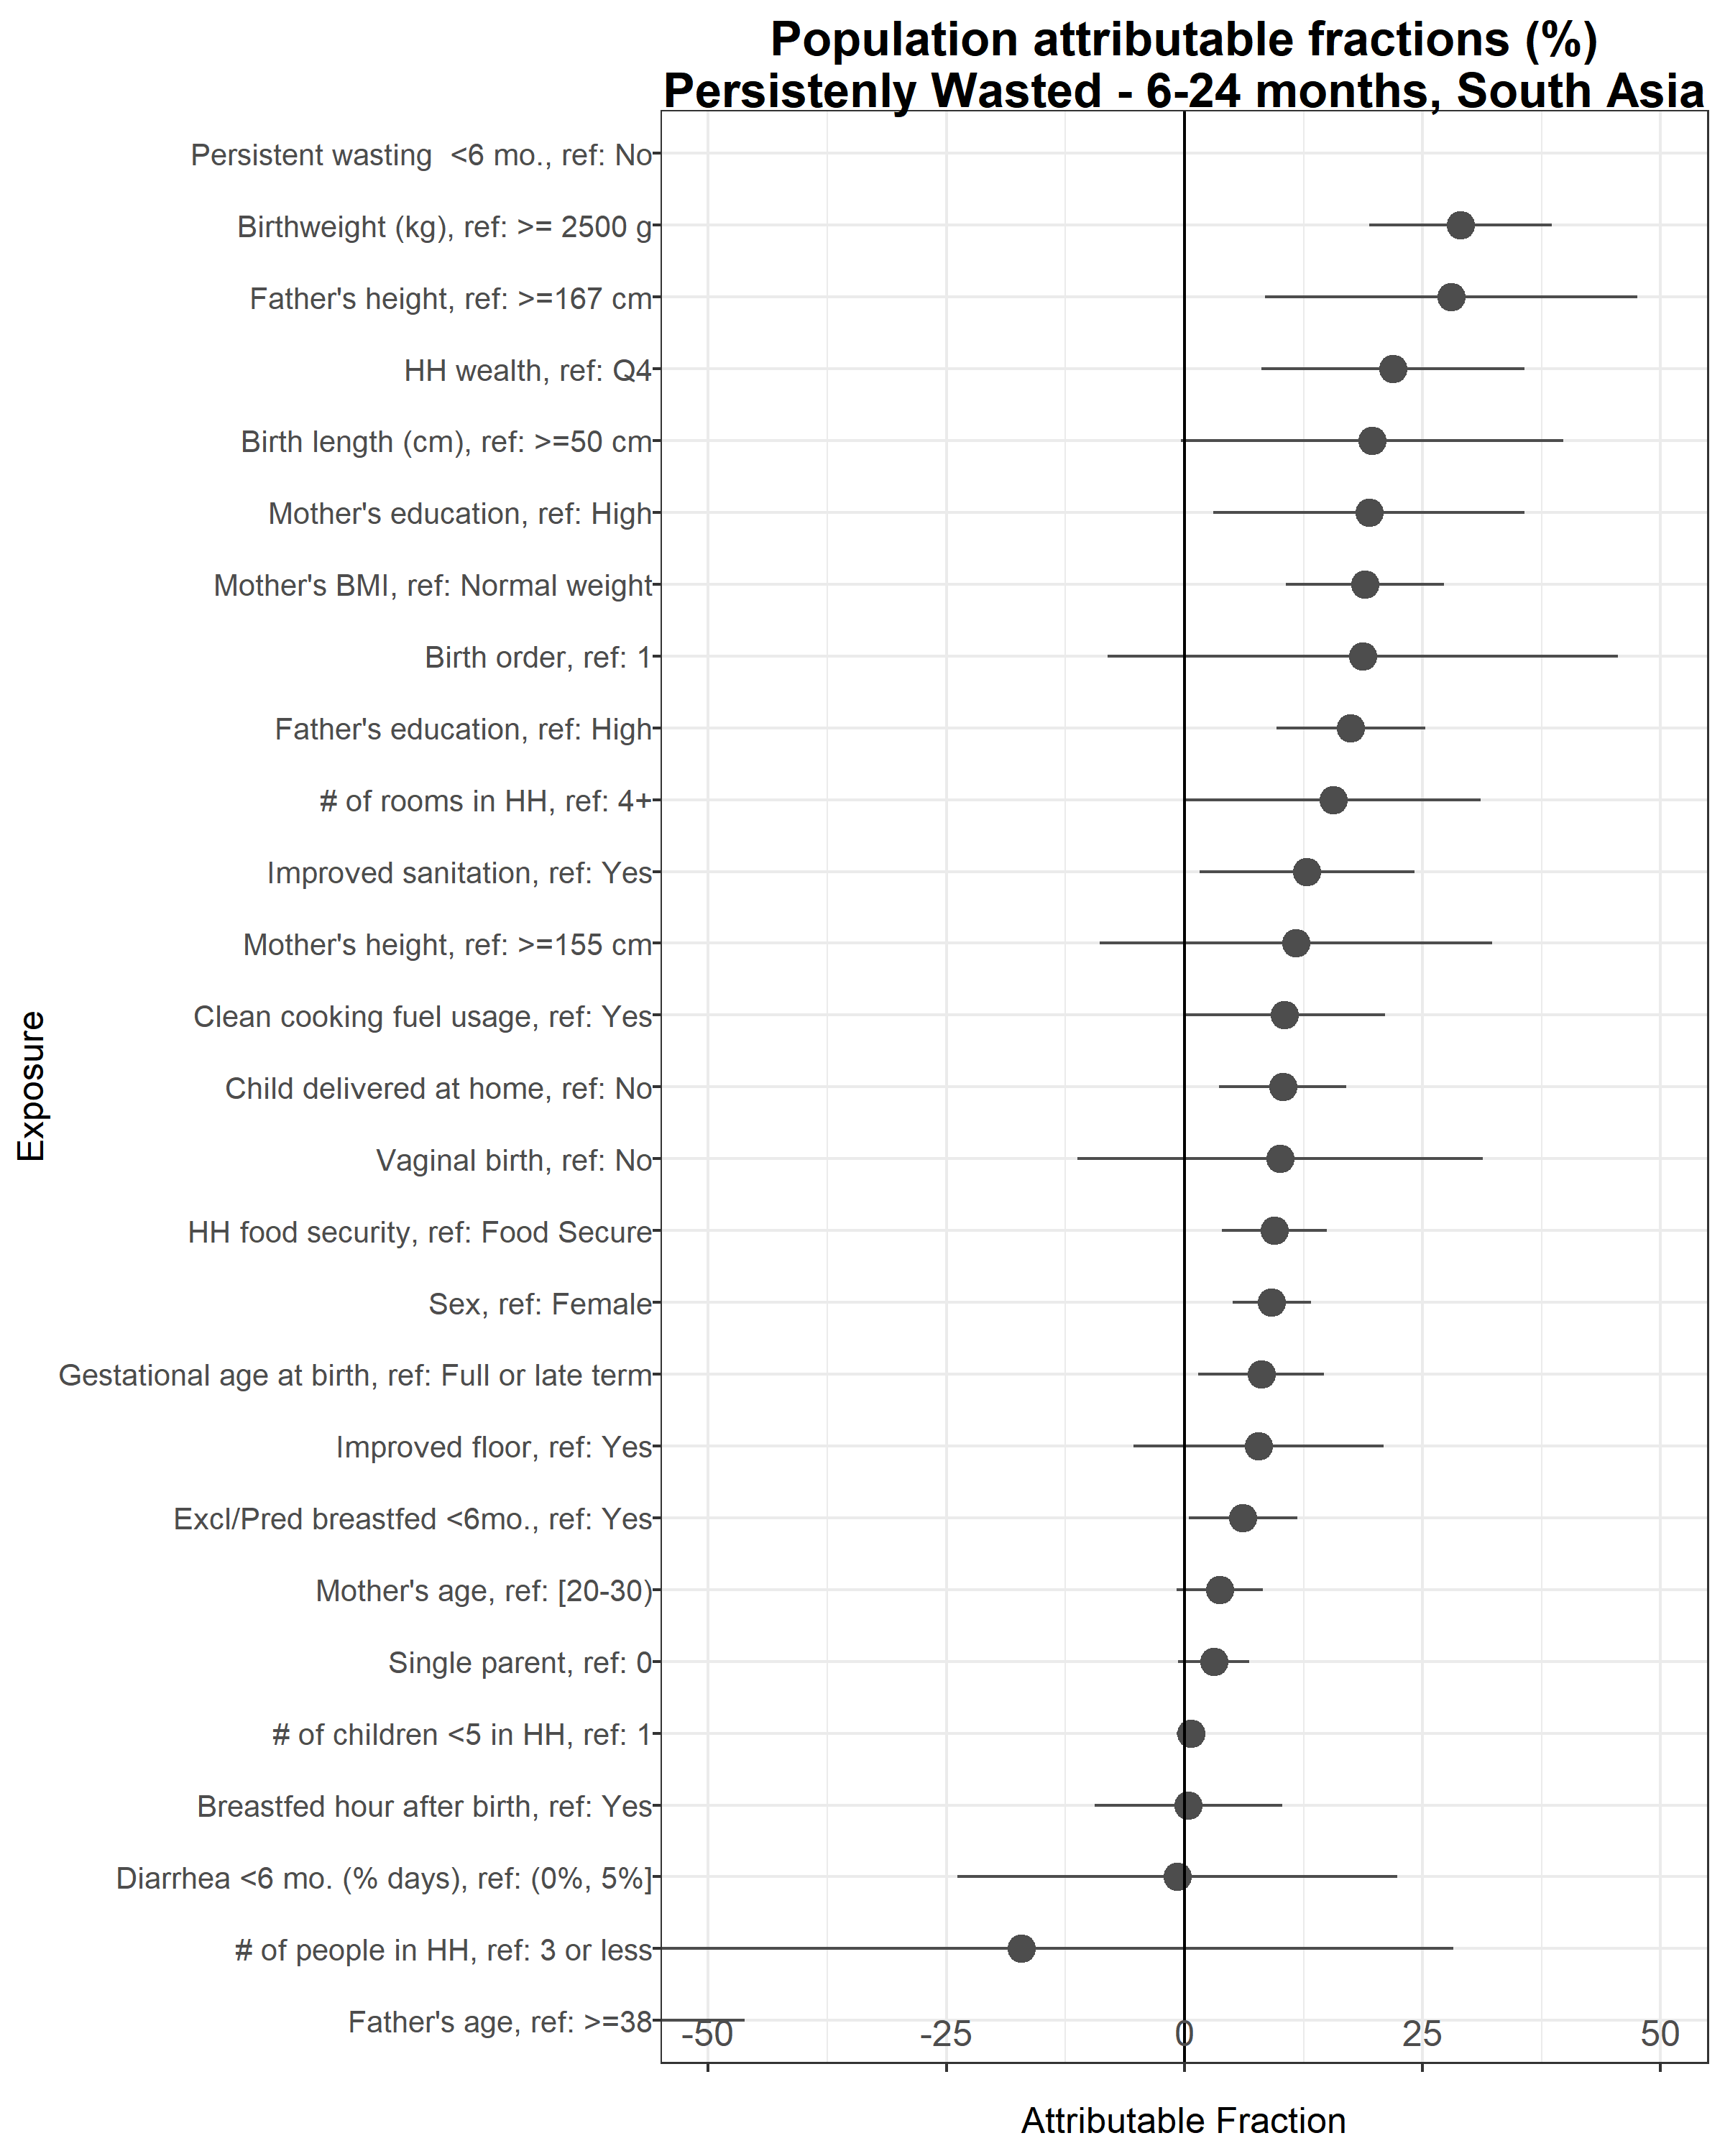 Population attributable fractions (%)
Persistenly Wasted - 6-24 months, South Asia
Persistent wasting  <6 mo., ref: No
Birthweight (kg), ref: >= 2500 g
Father's height, ref: >=167 cm
HH wealth, ref: Q4
Birth length (cm), ref: >=50 cm
Mother's education, ref: High
Mother's BMI, ref: Normal weight
Birth order, ref: 1
Father's education, ref: High
# of rooms in HH, ref: 4+
Improved sanitation, ref: Yes
Mother's height, ref: >=155 cm
Clean cooking fuel usage, ref: Yes
Child delivered at home, ref: No
Vaginal birth, ref: No
HH food security, ref: Food Secure
Sex, ref: Female
Gestational age at birth, ref: Full or late term
Improved floor, ref: Yes
Excl/Pred breastfed <6mo., ref: Yes
Mother's age, ref: [20-30)
Single parent, ref: 0
# of children <5 in HH, ref: 1
Breastfed hour after birth, ref: Yes
Diarrhea <6 mo. (% days), ref: (0%, 5%]
# of people in HH, ref: 3 or less
Father's age, ref: >=38
Exposure
-50 -25 0 25 50
Attributable Fraction